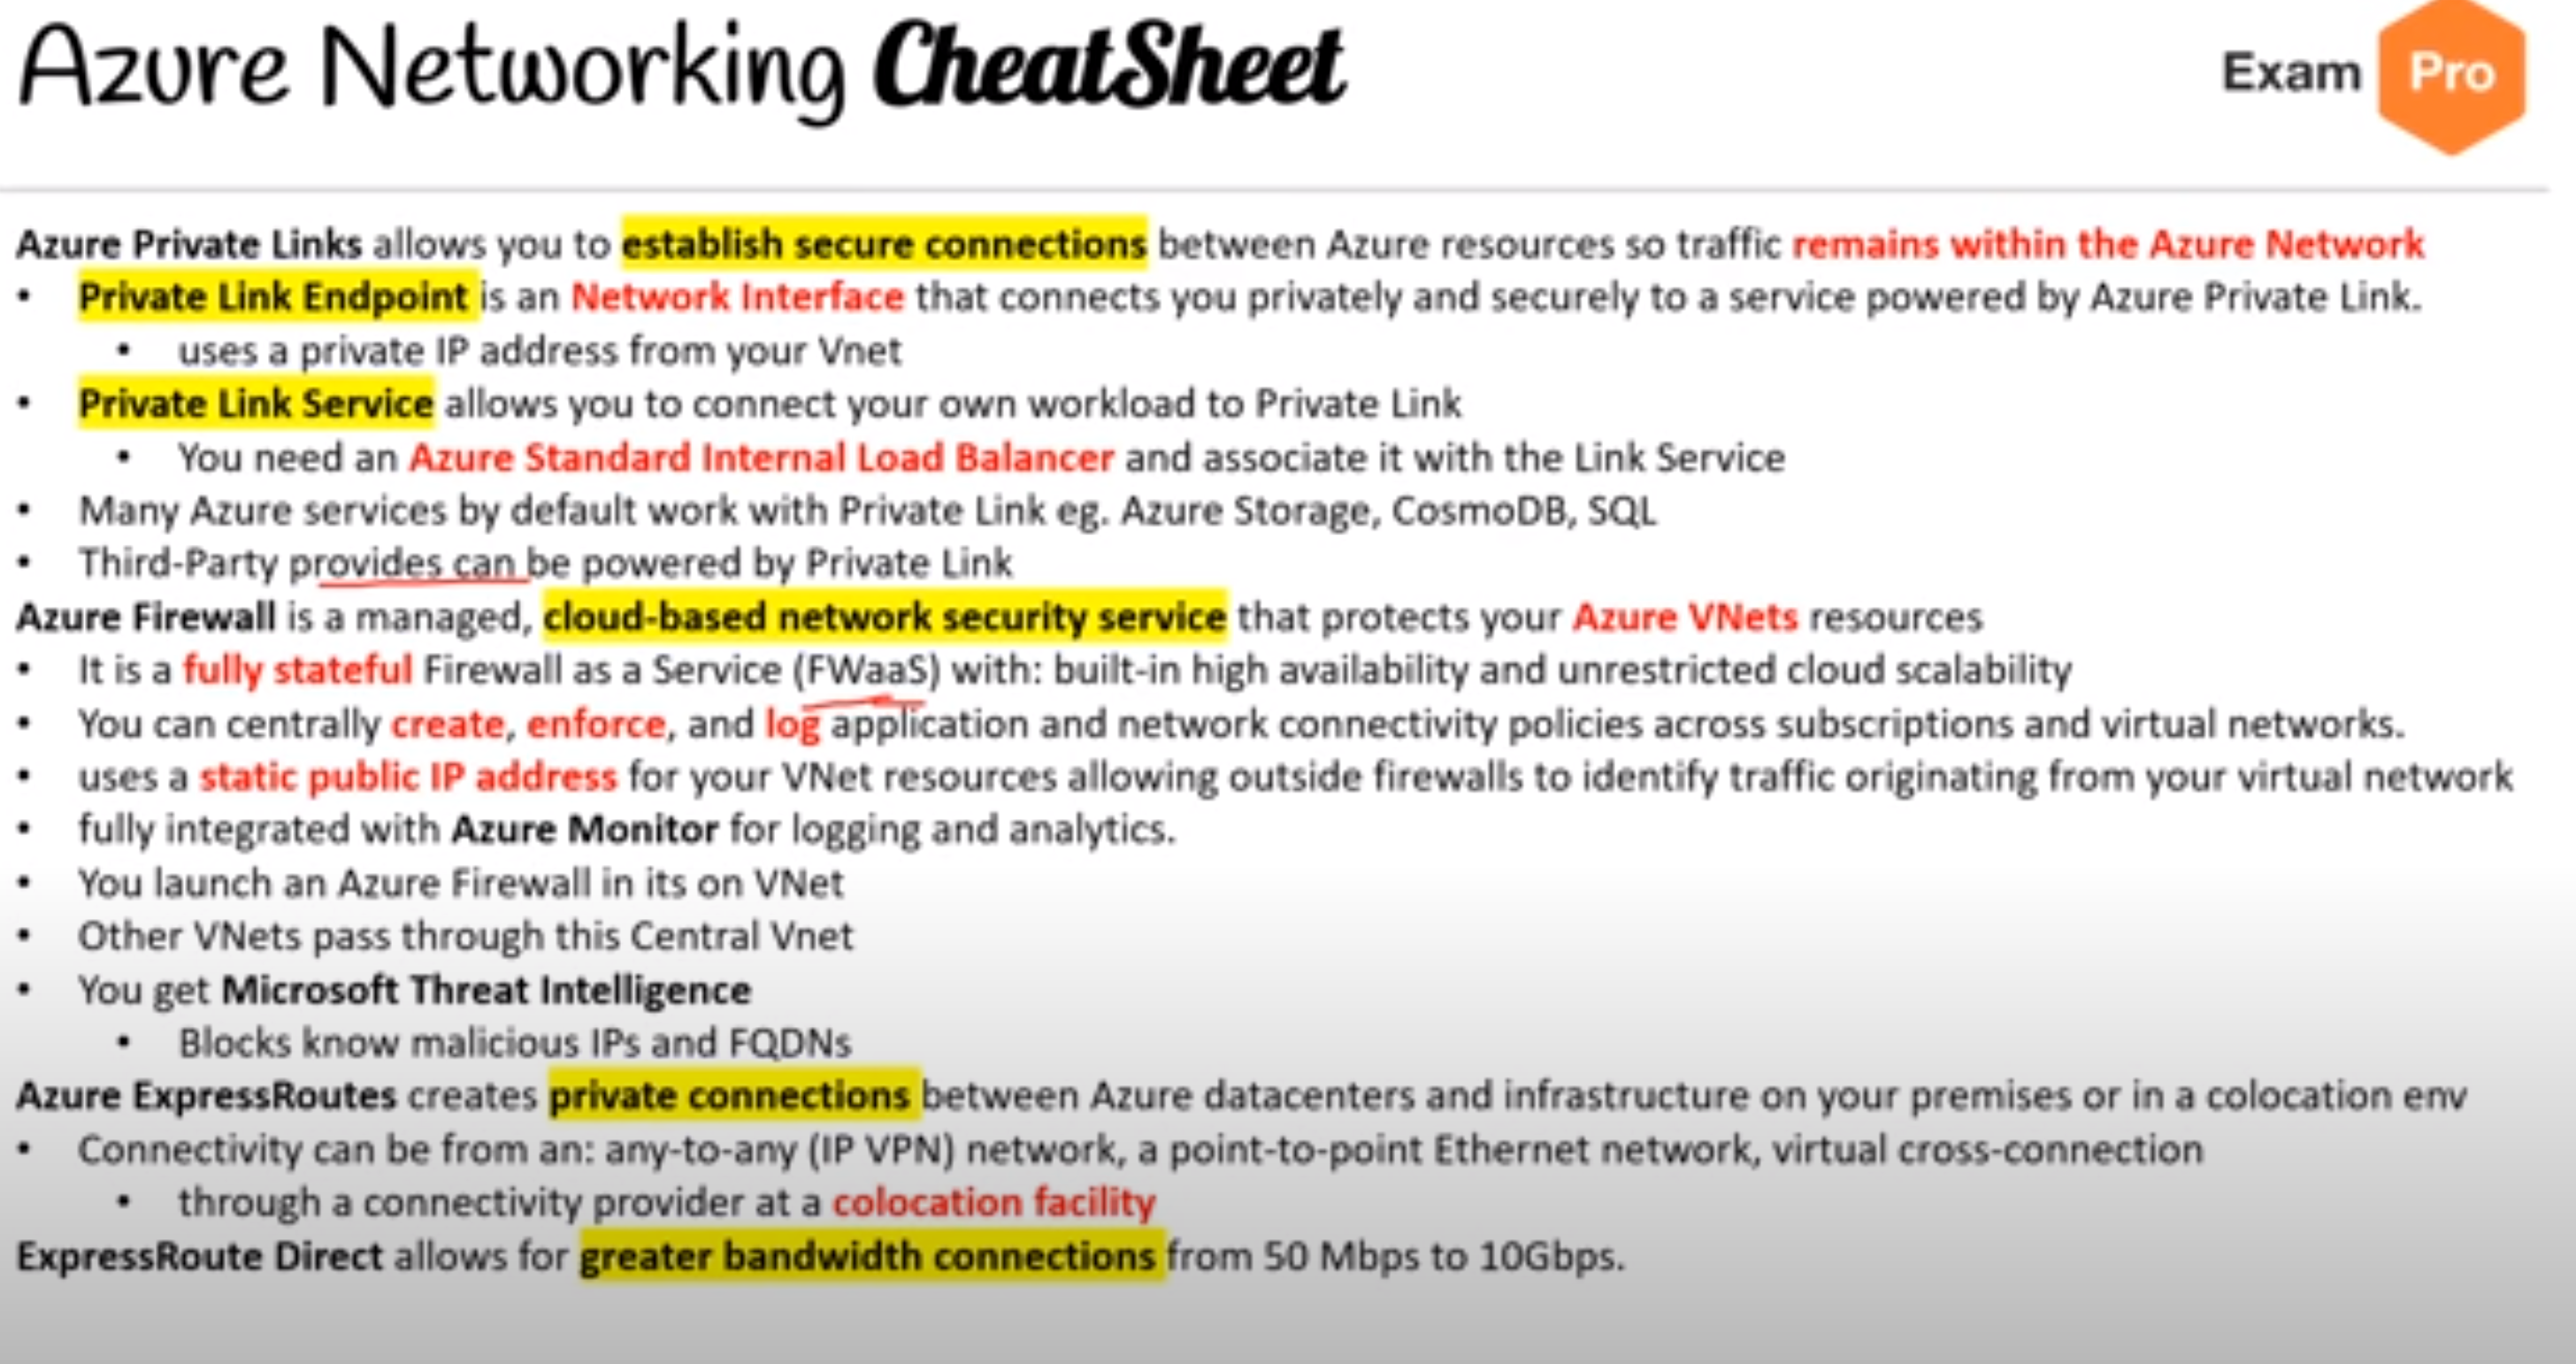 Azure Networking CheatSheet
Exam Pro
Azure Private Links allows you to establish secure connections between Azure resources so traffic remains within the Azure Network
• Private Link Endpoint is an Network Interface that connects you privately and securely to a service powered by Azure Private Link.
• uses a private IP address from your Vnet
• Private Link Service allows you to connect your own workload to Private Link
• You need an Azure Standard Internal Load Balancer and associate it with the Link Service
• Many Azure services by default work with Private Link eg. Azure Storage, CosmoDB, SQL
• Third-Party provides can be powered by Private Link
Azure Firewall is a managed, cloud-based network security service that protects your Azure VNets resources
• It is a fully stateful Firewall as a Service (FWaaS) with: built-in high availability and unrestricted cloud scalability
• You can centrally create, enforce, and log application and network connectivity policies across subscriptions and virtual networks.
• uses a static public IP address for your VNet resources allowing outside firewalls to identify traffic originating from your virtual network
• fully integrated with Azure Monitor for logging and analytics.
• You launch an Azure Firewall in its on VNet
• Other VNets pass through this Central Vnet
• You get Microsoft Threat Intelligence
• Blocks know malicious IPs and FQDNs
Azure ExpressRoutes creates private connections between Azure datacenters and infrastructure on your premises or in a colocation env
• Connectivity can be from an: any-to-any (IP VPN) network, a point-to-point Ethernet network, virtual cross-connection
• through a connectivity provider at a colocation facility
ExpressRoute Direct allows for greater bandwidth connections from 50 Mbps to 10Gbps.